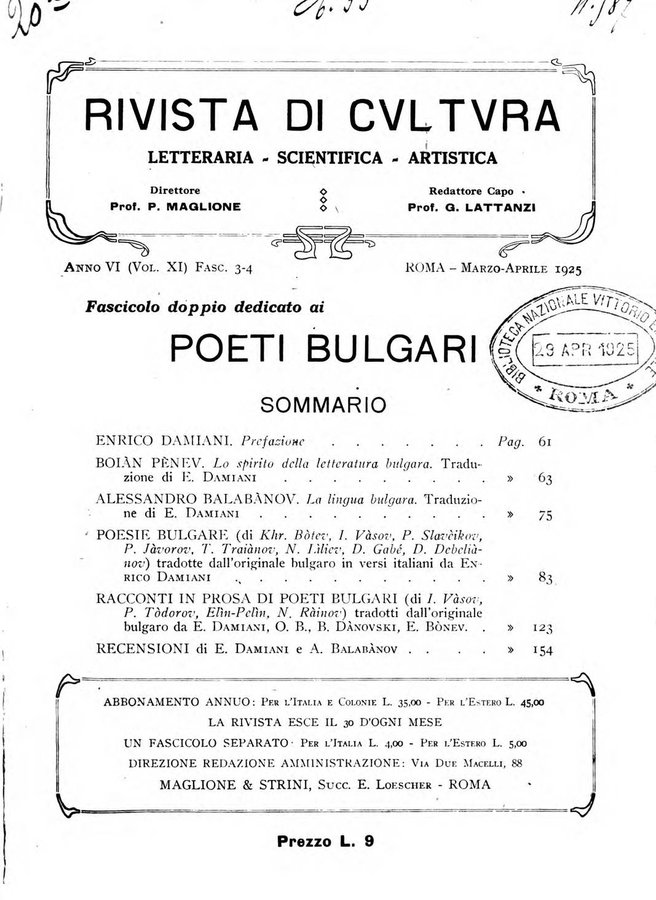 20
RIVISTA DI CVLTVRA
LETTERARIA - SCIENTIFICA - ARTISTICA
Direttore
Prof. P. MAGLIONE
Redattore Capo
Prof. G. LATTANZI
ANNO VI (VOL. XI) FASC. 3-4
ROMA - MARZO-APRILE 1925
Fascicolo doppio dedicato ai
POETI BULGARI
BIBLIOTECA NAZIONALE VITTORIO
29 APR 1925
* ROMA *
SOMMARIO
ENRICO DAMIANI. Prefazione . . . . . . Pag. 61
BOIÀN PÈNEV. Lo spirito della letteratura bulgara. Tradu-
zione di E. DAMIANI . . . . . . . . » 63
ALESSANDRO BALABÀNOV. La lingua bulgara. Traduzio-
ne di E. DAMIANI . . . . . . . . . » 75
POESIE BULGARE (di Khr. Bòtev, I. Vàsov, P. Slavèikov,
P. Jàvorov, T. Traiànov, N. Lìliev, D. Gabé, D. Debelià-
nov) tradotte dall'originale bulgaro in versi italiani da EN-
RICO DAMIANI . . . . . . . . . . » 83
RACCONTI IN PROSA DI POETI BULGARI (di I. Vàsov,
P. Tòdorov, Elìn-Pelìn, N. Ràinov) tradotti dall'originale
bulgaro da E. DAMIANI, O. B., B. DÀNOVSKI, E. BÒNEV. . » 123
RECENSIONI di E. DAMIANI e A. BALABÀNOV . . . . » 154
ABBONAMENTO ANNUO: PER L'ITALIA E COLONIE L. 35,00 - PER L'ESTERO L. 45,00
LA RIVISTA ESCE IL 30 D'OGNI MESE
UN FASCICOLO SEPARATO PER L'ITALIA L. 4,00 - PER L'ESTERO L. 5,00
DIREZIONE REDAZIONE AMMINISTRAZIONE: VIA DUE MACELLI, 88
MAGLIONE & STRINI, SUCC. E. LOESCHER - ROMA
Prezzo L. 9